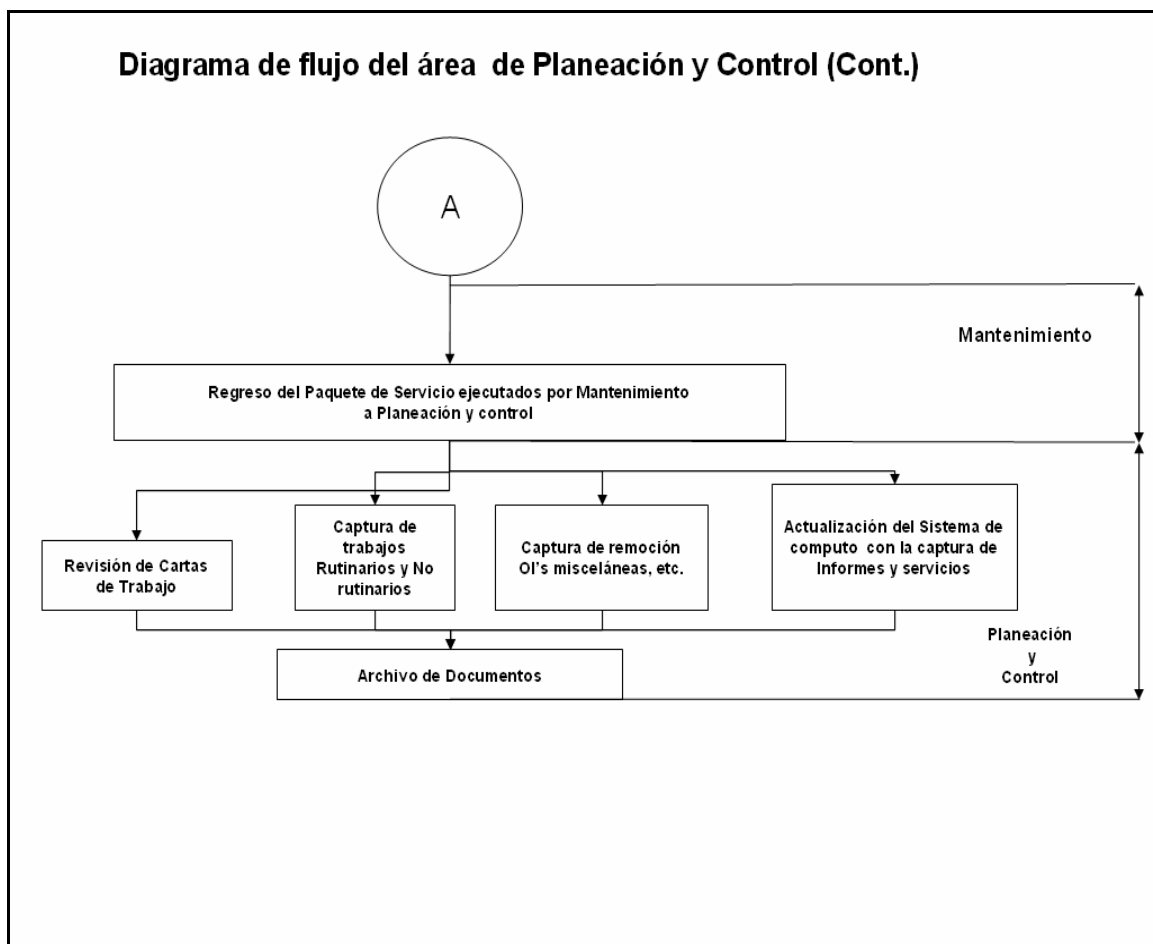 Diagrama de flujo del área de Planeación y Control (Cont.)
A
Mantenimiento
Regreso del Paquete de Servicio ejecutados por Mantenimiento
a Planeación y control
Revisión de Cartas
de Trabajo
Captura de
trabajos
Rutinarios y No
rutinarios
Captura de remoción
OI's misceláneas, etc.
Actualización del Sistema de
computo con la captura de
Informes y servicios
Planeación
y
Control
Archivo de Documentos